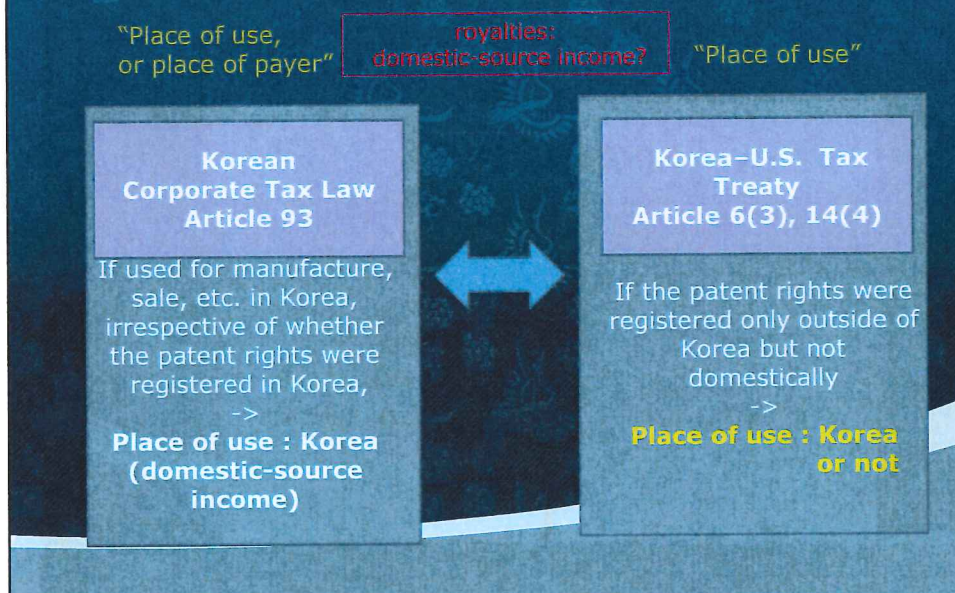 "Place of use,
or place of payer"
royalties:
domestic-source income?
"Place of use"
Korean
Corporate Tax Law
Article 93
If used for manufacture,
sale, etc. in Korea,
irrespective of whether
the patent rights were
registered in Korea,
->
Place of use : Korea
(domestic-source
income)
Korea–U.S. Tax
Treaty
Article 6(3), 14(4)
If the patent rights were
registered only outside of
Korea but not
domestically
->
Place of use : Korea
or not